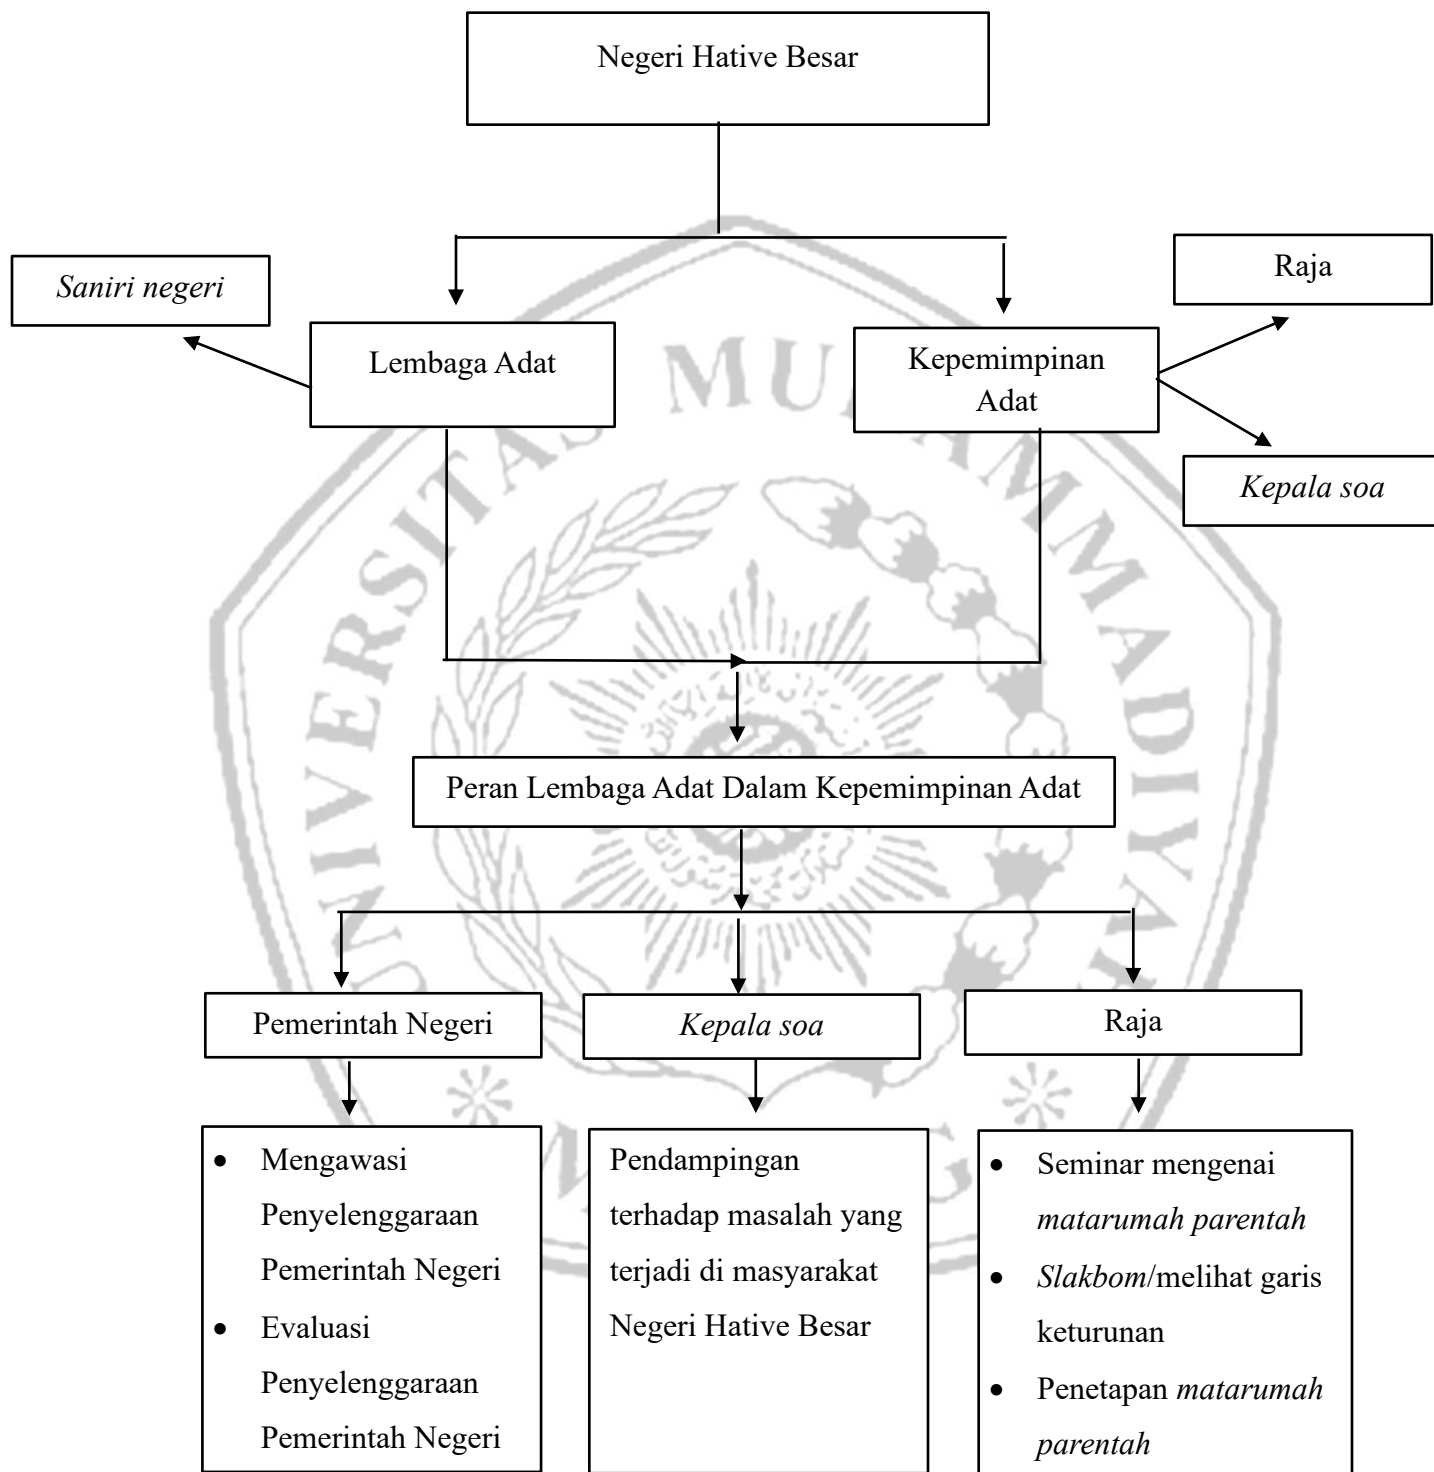 Negeri Hative Besar
Saniri negeri
Raja
Lembaga Adat
Kepemimpinan
Adat
Kepala soa
UNIVERSITAS MUHAMMADIYAH
Peran Lembaga Adat Dalam Kepemimpinan Adat
Pemerintah Negeri
Kepala soa
Raja
• Mengawasi
Penyelenggaraan
Pemerintah Negeri
• Evaluasi
Penyelenggaraan
Pemerintah Negeri
Pendampingan
terhadap masalah yang
terjadi di masyarakat
Negeri Hative Besar
• Seminar mengenai
matarumah parentah
• Slakbom/melihat garis
keturunan
• Penetapan matarumah
parentah